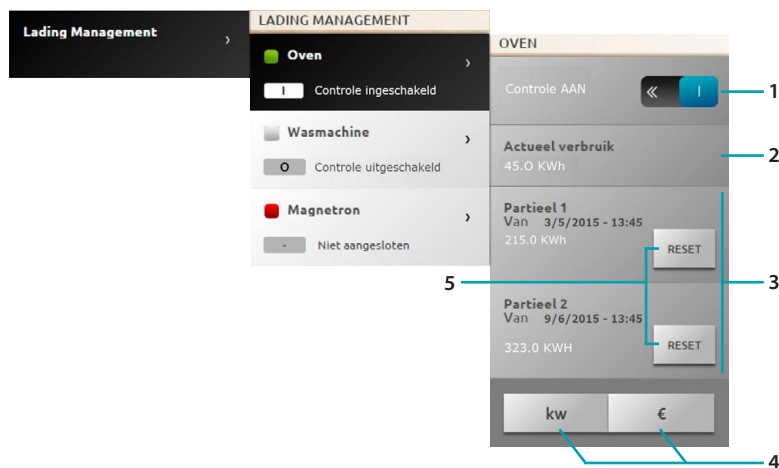 Lading Management
LADING MANAGEMENT
Oven
I Controle ingeschakeld
Wasmachine
O Controle uitgeschakeld
Magnetron
- Niet aangesloten
OVEN
Controle AAN « I
1
Actueel verbruik
45.O KWh
2
Partieel 1
Van 3/5/2015 - 13:45
215.0 KWh
RESET
5
3
Partieel 2
Van 9/6/2015 - 13:45
323.0 KWH
RESET
kw €
4